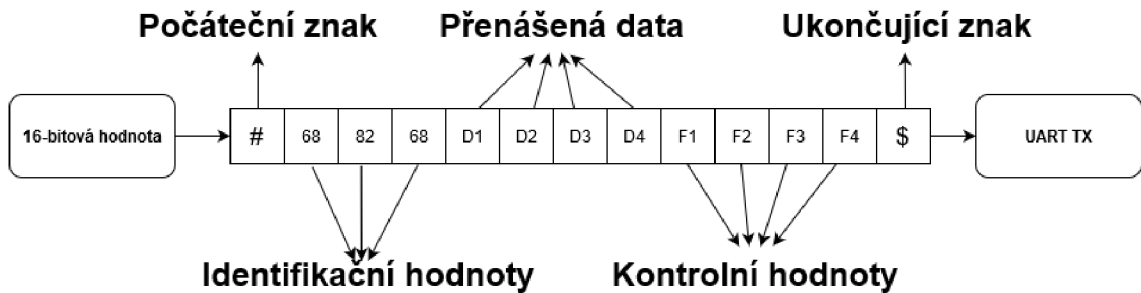 Počáteční znak Přenášená data Ukončující znak
16-bitová hodnota # 68 82 68 D1 D2 D3 D4 F1 F2 F3 F4 $ UART TX
Identifikační hodnoty Kontrolní hodnoty